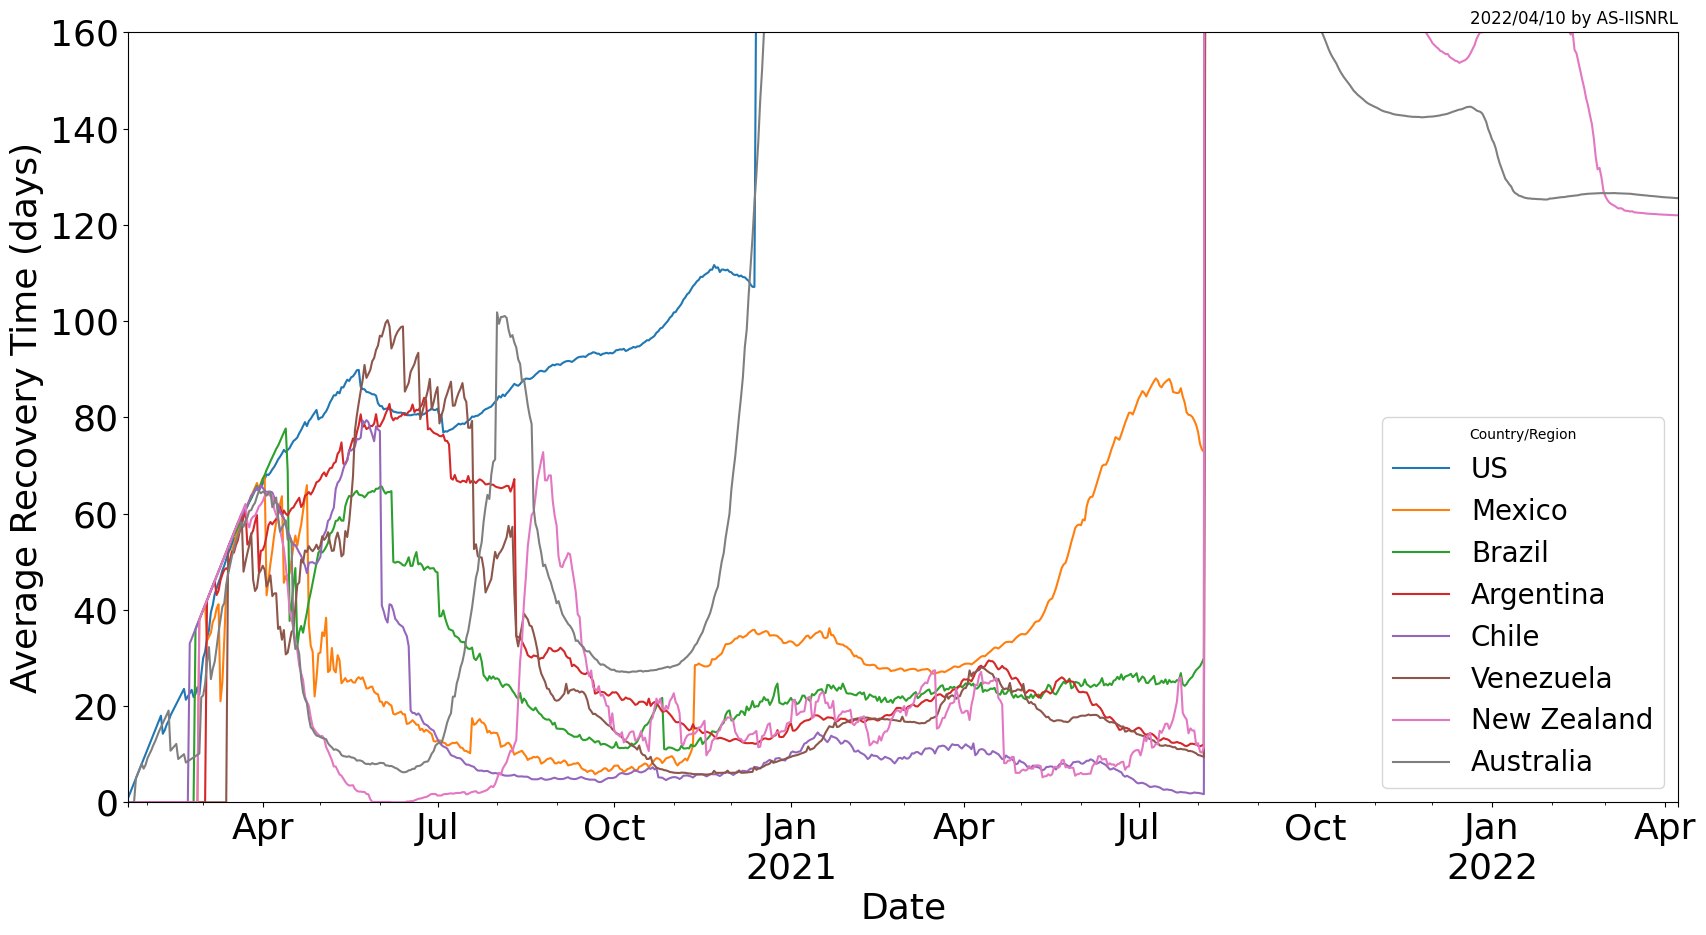 2022/04/10 by AS-IISNRL
Average Recovery Time (days)
160
140
120
100
80
60
40
20
0
Country/Region
US
Mexico
Brazil
Argentina
Chile
Venezuela
New Zealand
Australia
Apr Jul Oct Jan Apr Jul Oct Jan Apr
2021 2022
Date